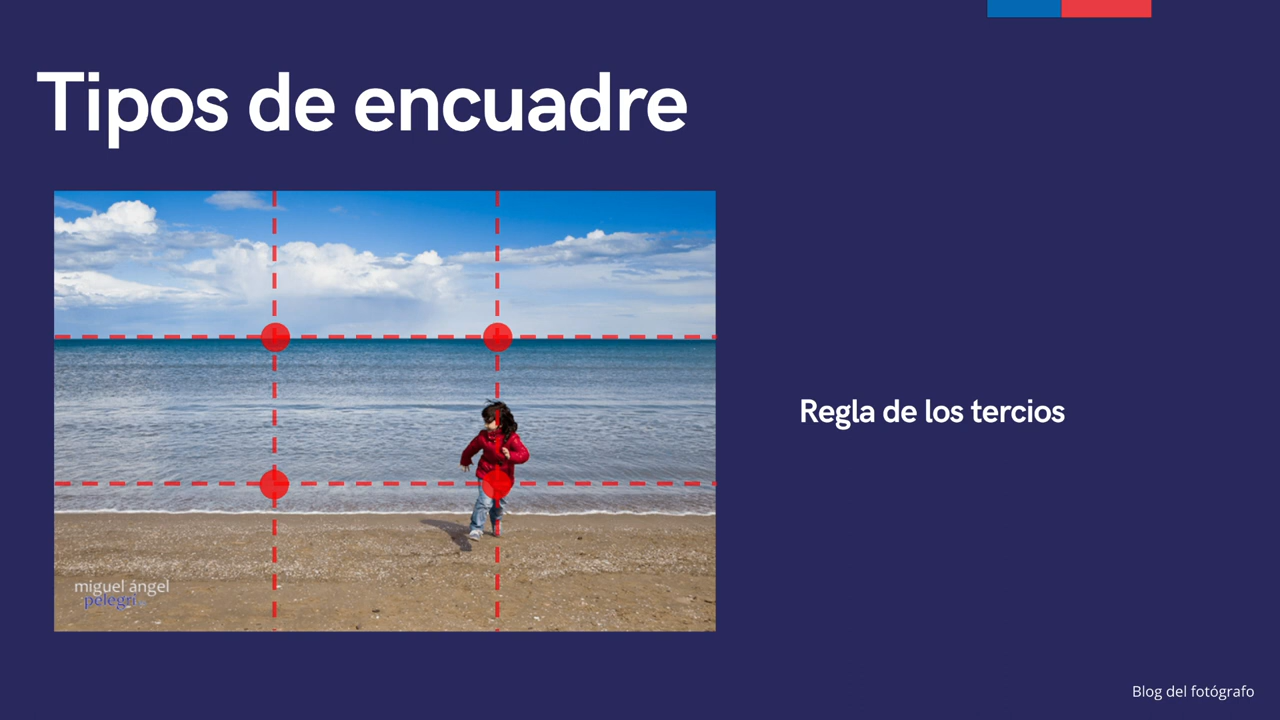 Tipos de encuadre
Regla de los tercios
miguel ángel
pelegrí
Blog del fotógrafo